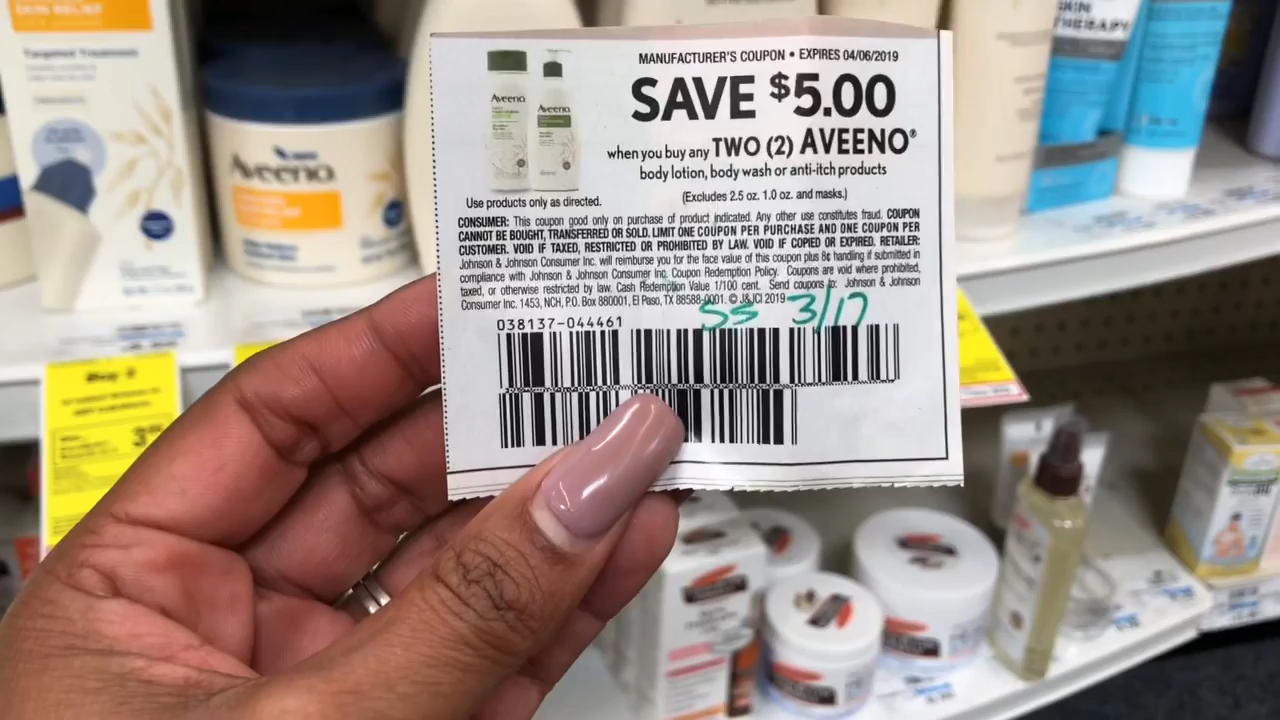 SKIN RELIEF
Targeted Treatment
Aveeno
SKIN
THERAPY
MANUFACTURER'S COUPON • EXPIRES 04/06/2019
SAVE $5.00
when you buy any TWO (2) AVEENO®
body lotion, body wash or anti-itch products
(Excludes 2.5 oz. 1.0 oz. and masks.)
Aveeno
Aveeno
Use products only as directed.
CONSUMER: This coupon good only on purchase of product indicated. Any other use constitutes fraud. COUPON
CANNOT BE BOUGHT, TRANSFERRED OR SOLD. LIMIT ONE COUPON PER PURCHASE AND ONE COUPON PER
CUSTOMER. VOID IF TAXED, RESTRICTED OR PROHIBITED BY LAW. VOID IF COPIED OR EXPIRED. RETAILER:
Johnson & Johnson Consumer Inc. will reimburse you for the face value of this coupon plus 8¢ handling if submitted in
compliance with Johnson & Johnson Consumer Inc. Coupon Redemption Policy. Coupons are void where prohibited,
taxed, or otherwise restricted by law. Cash Redemption Value 1/100 cent. Send coupons to: Johnson & Johnson
Consumer Inc. 1453, NCH, P.O. Box 880001, El Paso, TX 88588-0001. © J&JCI 2019
SS 3/17
038137-044461